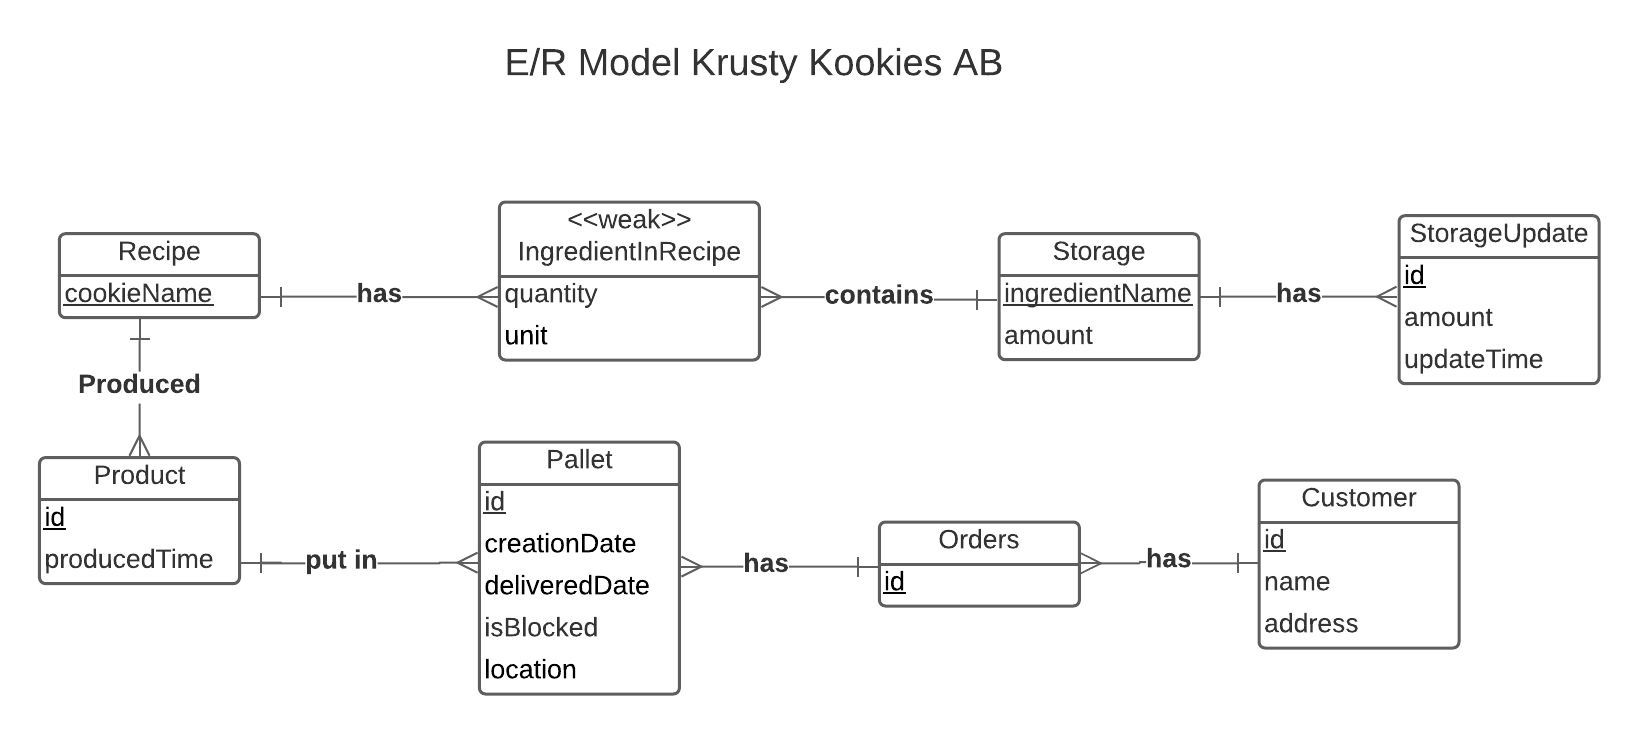 E/R Model Krusty Kookies AB
Recipe
cookieName
has
<<weak>>
IngredientInRecipe
quantity
unit
contains
Storage
ingredientName
amount
has
StorageUpdate
id
amount
updateTime
Produced
Product
id
producedTime
put in
Pallet
id
creationDate
deliveredDate
isBlocked
location
has
Orders
id
has
Customer
id
name
address